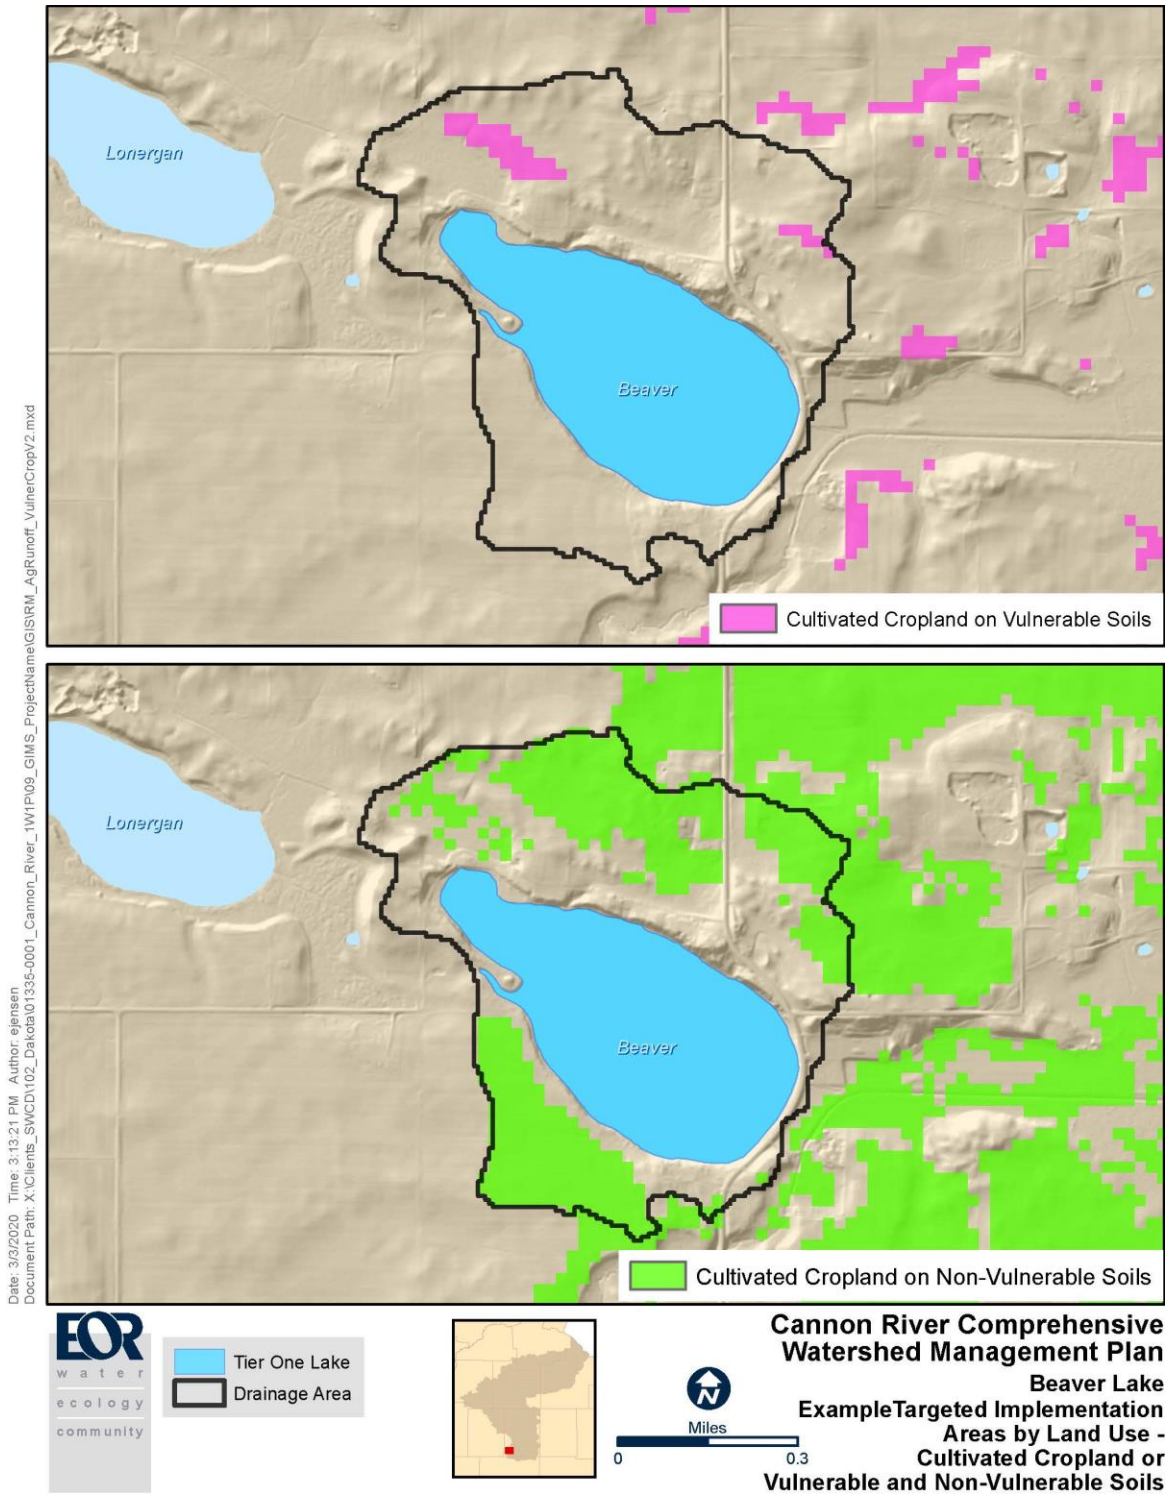 Lonergan
Beaver
Cultivated Cropland on Vulnerable Soils
Lonergan
Beaver
Cultivated Cropland on Non-Vulnerable Soils
Date: 3/3/2020 Time: 3:13:21 PM Author: ejensen
Document Path: X:\Clients_SWCD\102_Dakota\01335-0001_Cannon_River_1W1P\09_GIMS_ProjectName\GIS\RM_AgRunoff_VulnerCropV2.mxd
EOR
water
ecology
community
Tier One Lake
Drainage Area
N
Miles
0 0.3
Cannon River Comprehensive
Watershed Management Plan
Beaver Lake
ExampleTargeted Implementation
Areas by Land Use -
Cultivated Cropland or
Vulnerable and Non-Vulnerable Soils